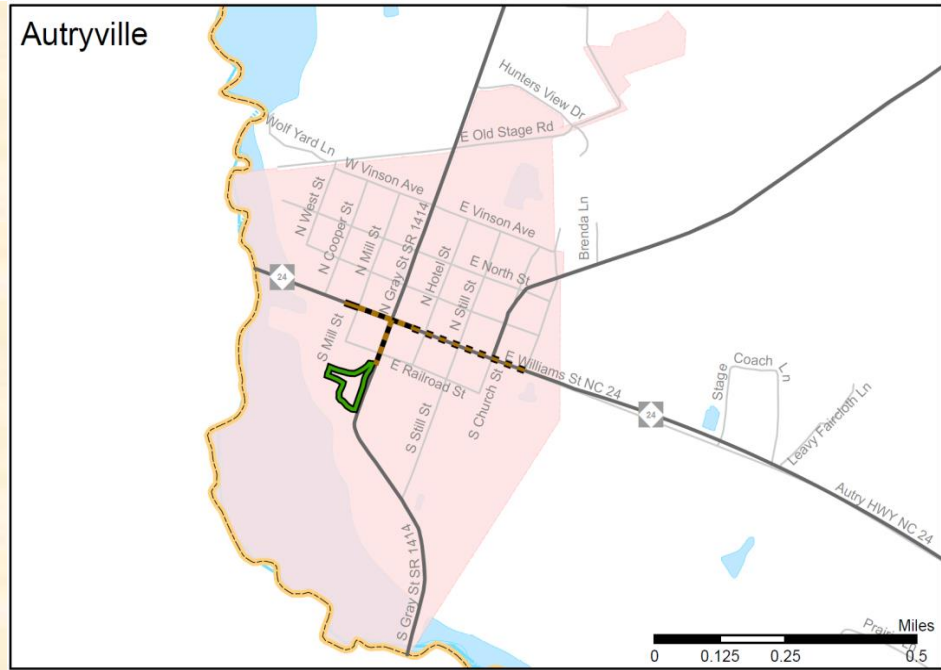 Autryville
Hunters View Dr
Wolf Yard Ln
E Old Stage Rd
W Vinson Ave
N West St
N Cooper St
N Mill St
N Gray St SR 1414
E Vinson Ave
Brenda Ln
N Hotel St
E North St
N Still St
24
S Mill St
E Railroad St
E Williams St NC 24
S Church St
S Still St
24
Stage
Coach
Ln
Leavy Faircloth Ln
Autry HWY NC 24
S Gray St SR 1414
Miles
0 0.125 0.25 0.5